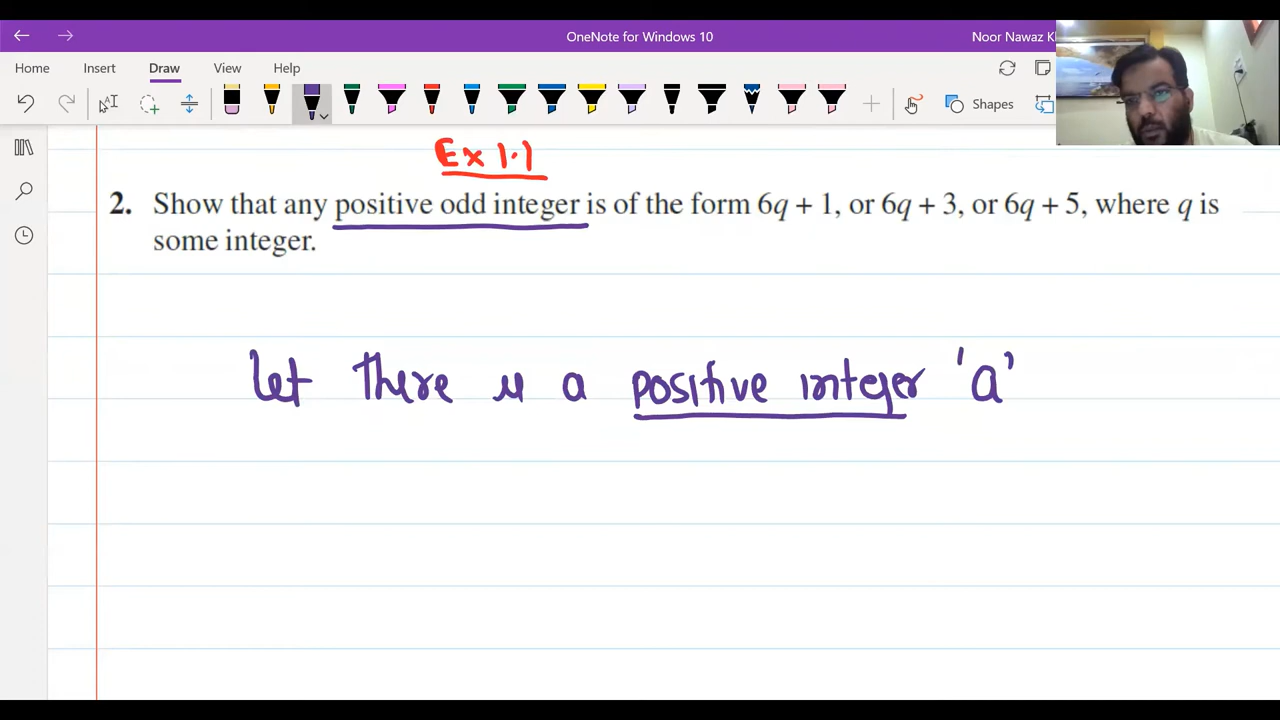 OneNote for Windows 10
Noor Nawaz K
Home Insert Draw View Help
Shapes
Ex 1.1
2. Show that any positive odd integer is of the form 6q + 1, or 6q + 3, or 6q + 5, where q is
some integer.
let there is a positive integer 'a'